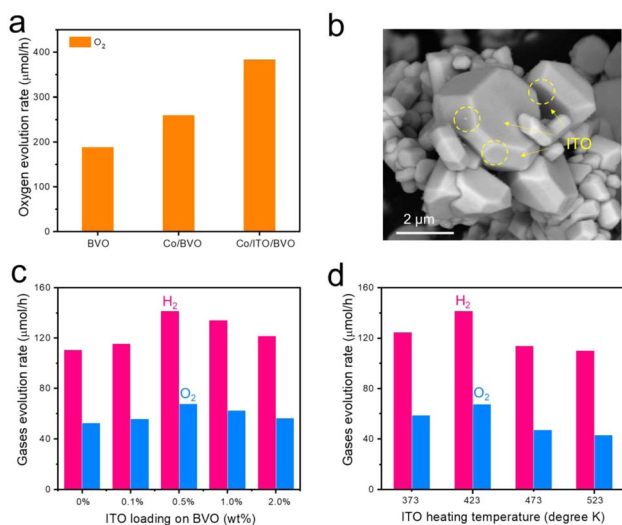 a
O₂
Oxygen evolution rate (μmol/h)
400
300
200
100
0
BVO
Co/BVO
Co/ITO/BVO
b
ITO
2 μm
c
H₂
O₂
Gases evolution rate (μmol/h)
160
120
80
40
0
0%
0.1%
0.5%
1.0%
2.0%
ITO loading on BVO (wt%)
d
H₂
O₂
Gases evolution rate (μmol/h)
160
120
80
40
0
373
423
473
523
ITO heating temperature (degree K)